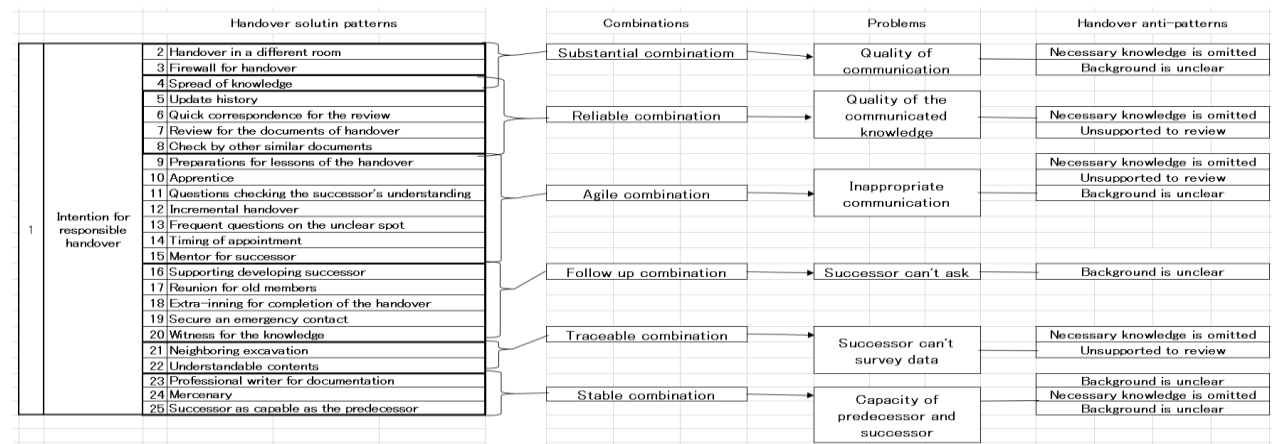 Handover solutin patterns
Combinations
Problems
Handover anti-patterns
1
Intention for
responsible
handover
2 Handover in a different room
3 Firewall for handover
4 Spread of knowledge
5 Update history
6 Quick correspondence for the review
7 Review for the documents of handover
8 Check by other similar documents
9 Preparations for lessons of the handover
10 Apprentice
11 Questions checking the successor's understanding
12 Incremental handover
13 Frequent questions on the unclear spot
14 Timing of appointment
15 Mentor for successor
16 Supporting developing successor
17 Reunion for old members
18 Extra-inning for completion of the handover
19 Secure an emergency contact
20 Witness for the knowledge
21 Neighboring excavation
22 Understandable contents
23 Professional writer for documentation
24 Mercenary
25 Successor as capable as the predecessor
Substantial combinatiom
Reliable combination
Agile combination
Follow up combination
Traceable combination
Stable combination
Quality of
communication
Quality of the
communicated
knowledge
Inappropriate
communication
Successor can't ask
Successor can't
survey data
Capacity of
predecessor and
successor
Necessary knowledge is omitted
Background is unclear
Necessary knowledge is omitted
Unsupported to review
Necessary knowledge is omitted
Unsupported to review
Background is unclear
Background is unclear
Necessary knowledge is omitted
Unsupported to review
Background is unclear
Necessary knowledge is omitted
Background is unclear